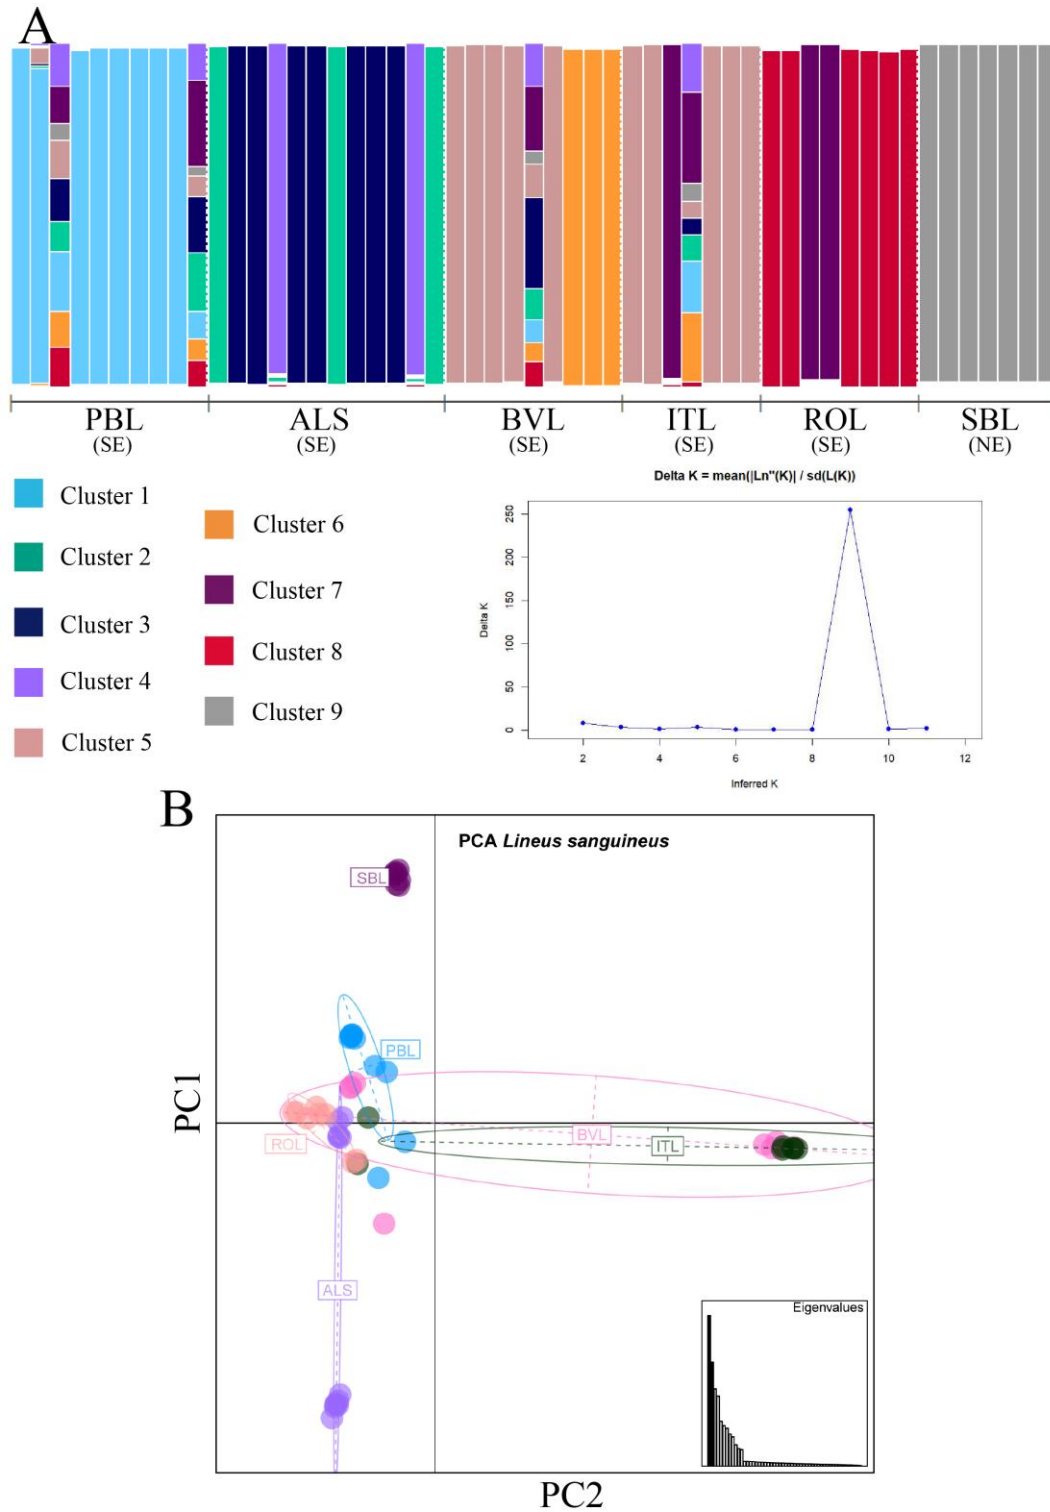 A
PBL ALS BVL ITL ROL SBL
(SE) (SE) (SE) (SE) (SE) (NE)
Cluster 1
Cluster 2
Cluster 3
Cluster 4
Cluster 5
Cluster 6
Cluster 7
Cluster 8
Cluster 9
Delta K = mean(|Ln"(K)| / sd(L(K))
Delta K
250
200
150
100
50
0
2 4 6 8 10 12
Inferred K
B
PCA Lineus sanguineus
SBL
PBL
BVL
ITL
ROL
ALS
PC1
Eigenvalues
PC2